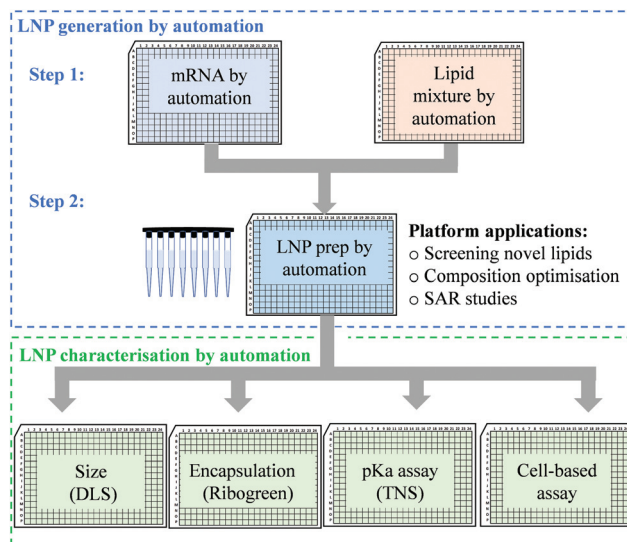 LNP generation by automation
Step 1:
mRNA by
automation
Lipid
mixture by
automation
Step 2:
LNP prep by
automation
Platform applications:
o Screening novel lipids
o Composition optimisation
o SAR studies
LNP characterisation by automation
Size
(DLS)
Encapsulation
(Ribogreen)
pKa assay
(TNS)
Cell-based
assay